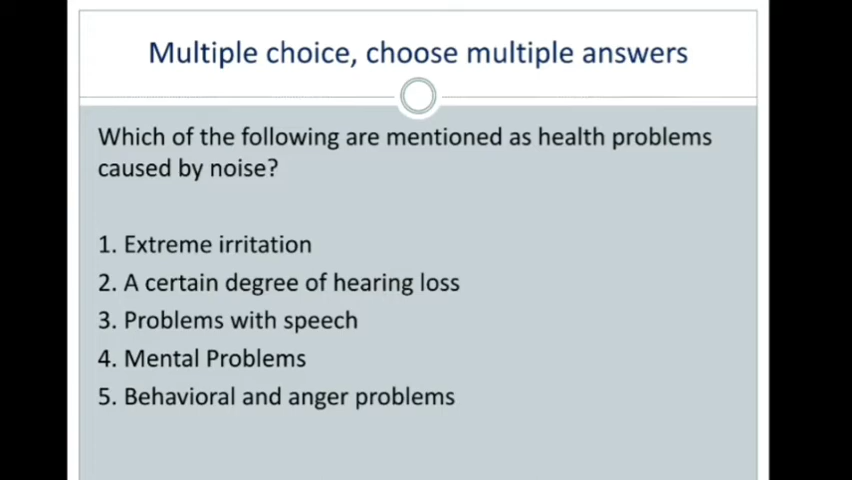 Multiple choice, choose multiple answers
Which of the following are mentioned as health problems
caused by noise?
1. Extreme irritation
2. A certain degree of hearing loss
3. Problems with speech
4. Mental Problems
5. Behavioral and anger problems